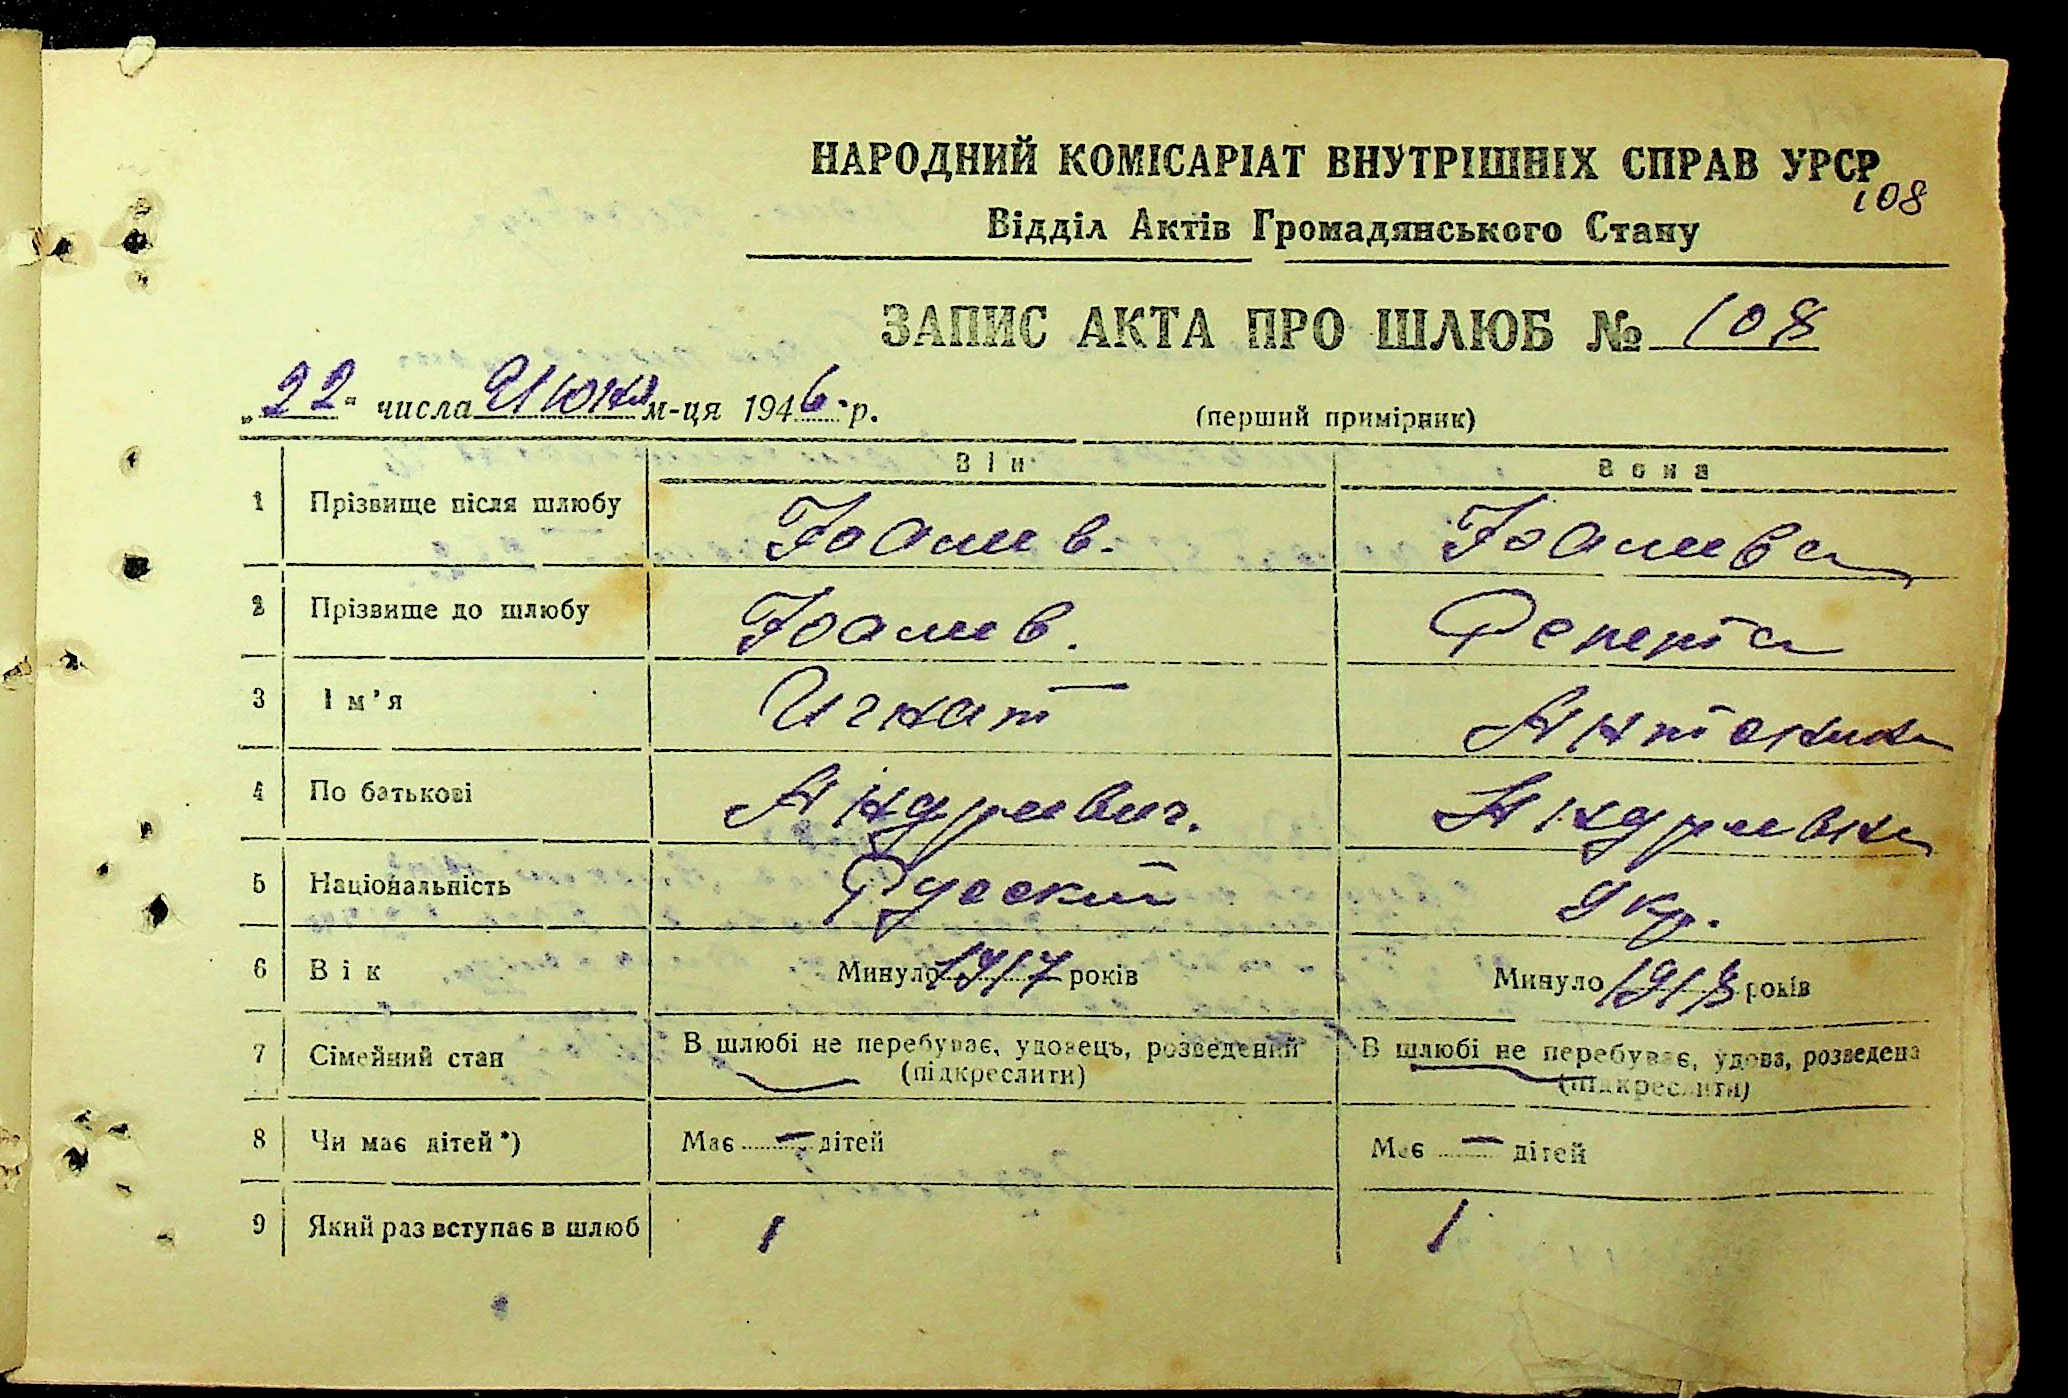 НАРОДНИЙ КОМІСАРІАТ ВНУТРІШНІХ СПРАВ УРСР
108
Відділ Актів Громадянського Стану
ЗАПИС АКТА ПРО ШЛЮБ № 108
„22" числа Июня м-ця 1946 р.
(перший примірник)
Він Вона
1 Прізвище після шлюбу
2 Прізвище до шлюбу Реперта
3 Ім'я Игнат Антонина
4 По батькові Андреевич. Андреевна
5 Національність Руский Укр.
6 Вік Минуло 1917 років Минуло 1918 років
7 Сімейний стан В шлюбі не перебуває, удовець, розведений (підкреслити) В шлюбі не перебуває, удова, розведена (підкреслити)
8 Чи має дітей*) Має — дітей Має — дітей
9 Який раз вступає в шлюб 1 1